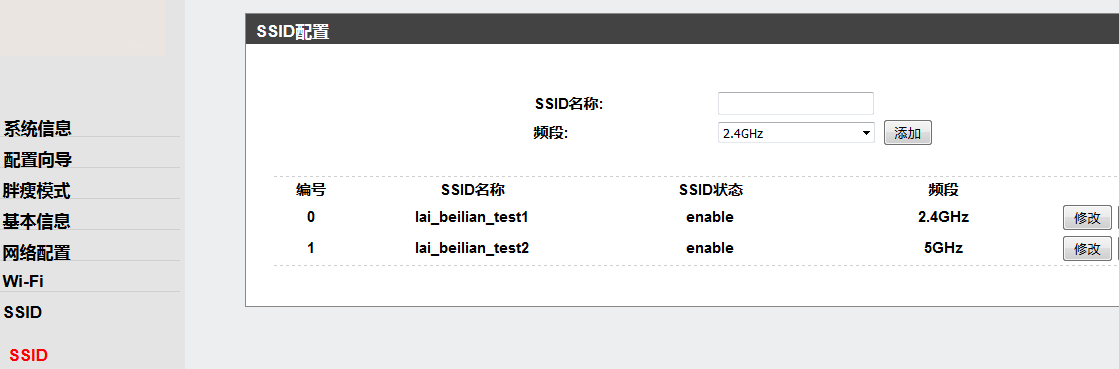 SSID配置
SSID名称:
频段: 2.4GHz 添加
编号 SSID名称 SSID状态 频段
0 lai_beilian_test1 enable 2.4GHz 修改
1 lai_beilian_test2 enable 5GHz 修改
系统信息
配置向导
胖瘦模式
基本信息
网络配置
Wi-Fi
SSID
SSID